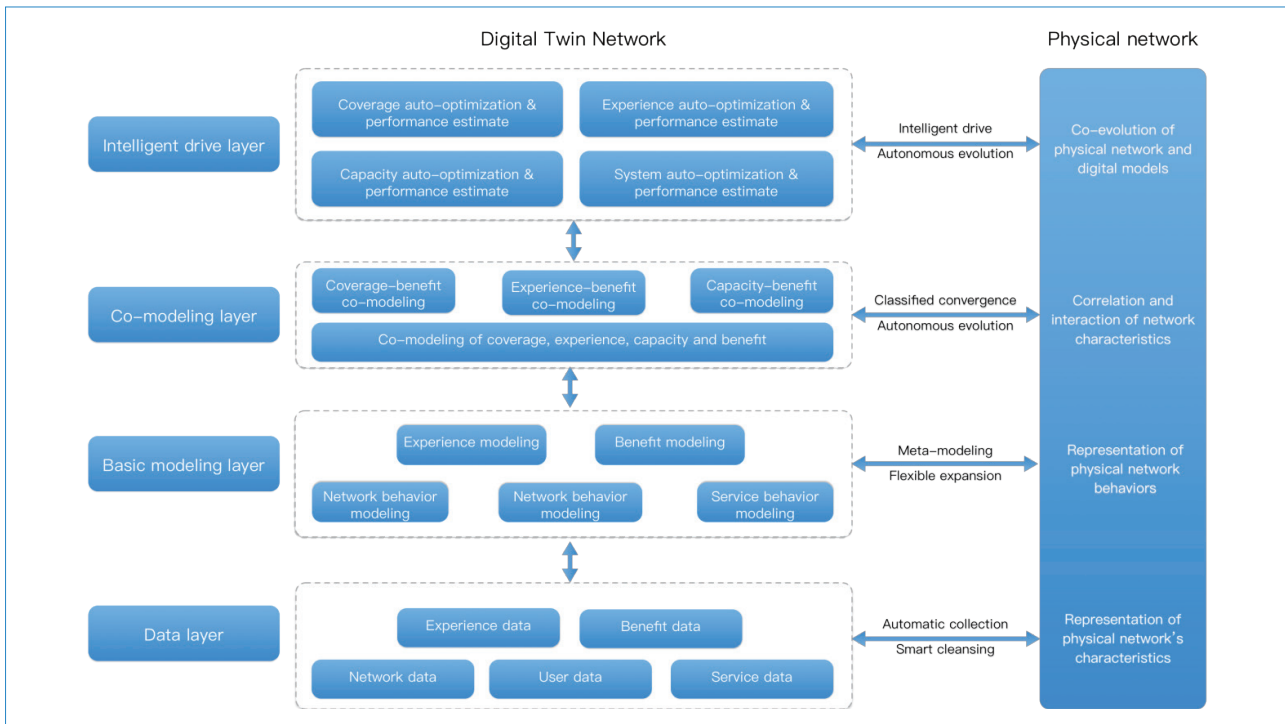 Digital Twin Network
Physical network
Intelligent drive layer
Coverage auto-optimization &
performance estimate
Experience auto-optimization &
performance estimate
Capacity auto-optimization &
performance estimate
System auto-optimization &
performance estimate
Intelligent drive
Autonomous evolution
Co-evolution of
physical network and
digital models
Co-modeling layer
Coverage-benefit
co-modeling
Experience-benefit
co-modeling
Capacity-benefit
co-modeling
Co-modeling of coverage, experience, capacity and benefit
Classified convergence
Autonomous evolution
Correlation and
interaction of network
characteristics
Basic modeling layer
Experience modeling
Benefit modeling
Network behavior
modeling
Network behavior
modeling
Service behavior
modeling
Meta-modeling
Flexible expansion
Representation of
physical network
behaviors
Data layer
Experience data
Benefit data
Network data
User data
Service data
Automatic collection
Smart cleansing
Representation of
physical network's
characteristics